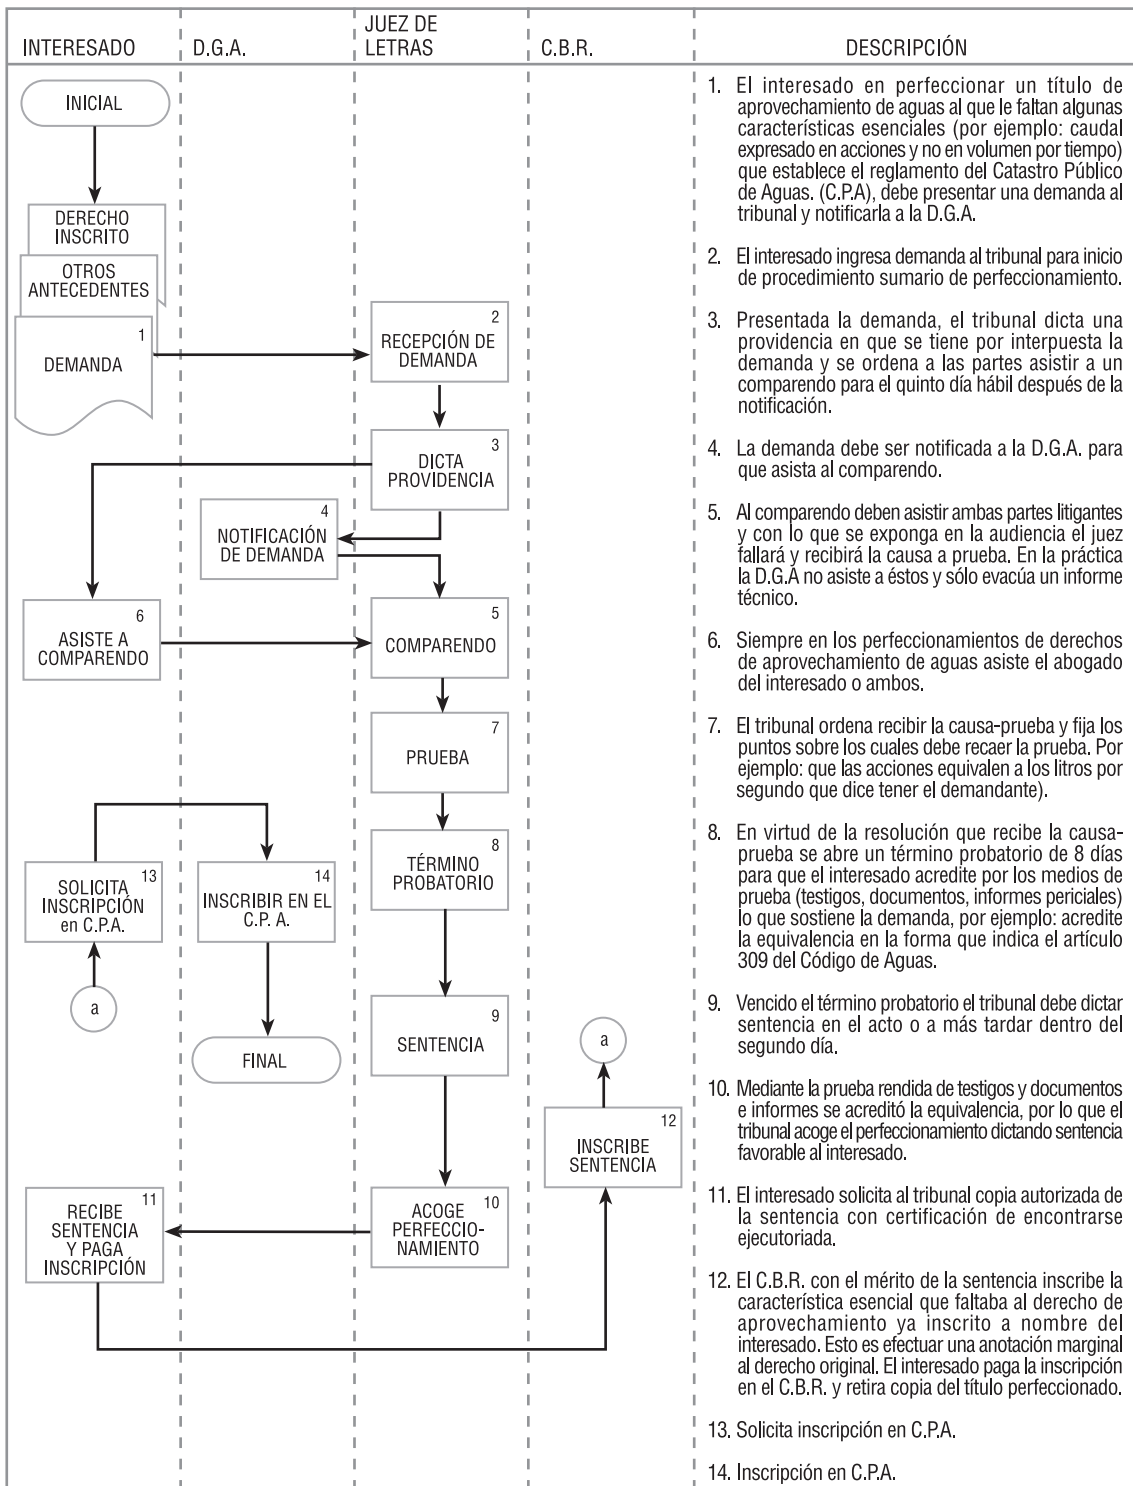 INTERESADO
D.G.A.
JUEZ DE
LETRAS
C.B.R.
DESCRIPCIÓN
INICIAL
DERECHO
INSCRITO
OTROS
ANTECEDENTES
1
DEMANDA
2
RECEPCIÓN DE
DEMANDA
3
DICTA
PROVIDENCIA
4
NOTIFICACIÓN
DE DEMANDA
6
ASISTE A
COMPARENDO
5
COMPARENDO
7
PRUEBA
8
TÉRMINO
PROBATORIO
13
SOLICITA
INSCRIPCIÓN
en C.P.A.
14
INSCRIBIR EN EL
C.P. A.
a
FINAL
9
SENTENCIA
a
12
INSCRIBE
SENTENCIA
11
RECIBE
SENTENCIA
Y PAGA
INSCRIPCIÓN
10
ACOGE
PERFECCIO-
NAMIENTO
1. El interesado en perfeccionar un título de
aprovechamiento de aguas al que le faltan algunas
características esenciales (por ejemplo: caudal
expresado en acciones y no en volumen por tiempo)
que establece el reglamento del Catastro Público
de Aguas. (C.P.A), debe presentar una demanda al
tribunal y notificarla a la D.G.A.
2. El interesado ingresa demanda al tribunal para inicio
de procedimiento sumario de perfeccionamiento.
3. Presentada la demanda, el tribunal dicta una
providencia en que se tiene por interpuesta la
demanda y se ordena a las partes asistir a un
comparendo para el quinto día hábil después de la
notificación.
4. La demanda debe ser notificada a la D.G.A. para
que asista al comparendo.
5. Al comparendo deben asistir ambas partes litigantes
y con lo que se exponga en la audiencia el juez
fallará y recibirá la causa a prueba. En la práctica
la D.G.A no asiste a éstos y sólo evacúa un informe
técnico.
6. Siempre en los perfeccionamientos de derechos
de aprovechamiento de aguas asiste el abogado
del interesado o ambos.
7. El tribunal ordena recibir la causa-prueba y fija los
puntos sobre los cuales debe recaer la prueba. Por
ejemplo: que las acciones equivalen a los litros por
segundo que dice tener el demandante).
8. En virtud de la resolución que recibe la causa-
prueba se abre un término probatorio de 8 días
para que el interesado acredite por los medios de
prueba (testigos, documentos, informes periciales)
lo que sostiene la demanda, por ejemplo: acredite
la equivalencia en la forma que indica el artículo
309 del Código de Aguas.
9. Vencido el término probatorio el tribunal debe dictar
sentencia en el acto o a más tardar dentro del
segundo día.
10. Mediante la prueba rendida de testigos y documentos
e informes se acreditó la equivalencia, por lo que el
tribunal acoge el perfeccionamiento dictando sentencia
favorable al interesado.
11. El interesado solicita al tribunal copia autorizada de
la sentencia con certificación de encontrarse
ejecutoriada.
12. El C.B.R. con el mérito de la sentencia inscribe la
característica esencial que faltaba al derecho de
aprovechamiento ya inscrito a nombre del
interesado. Esto es efectuar una anotación marginal
al derecho original. El interesado paga la inscripción
en el C.B.R. y retira copia del título perfeccionado.
13. Solicita inscripción en C.P.A.
14. Inscripción en C.P.A.